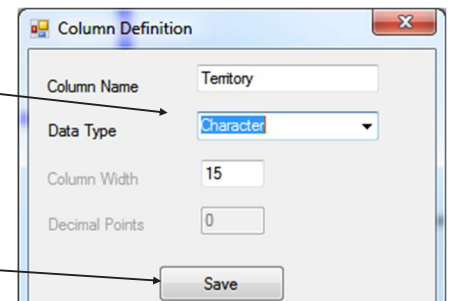 Column Definition
Column Name Territory
Data Type Character
Column Width 15
Decimal Points 0
Save